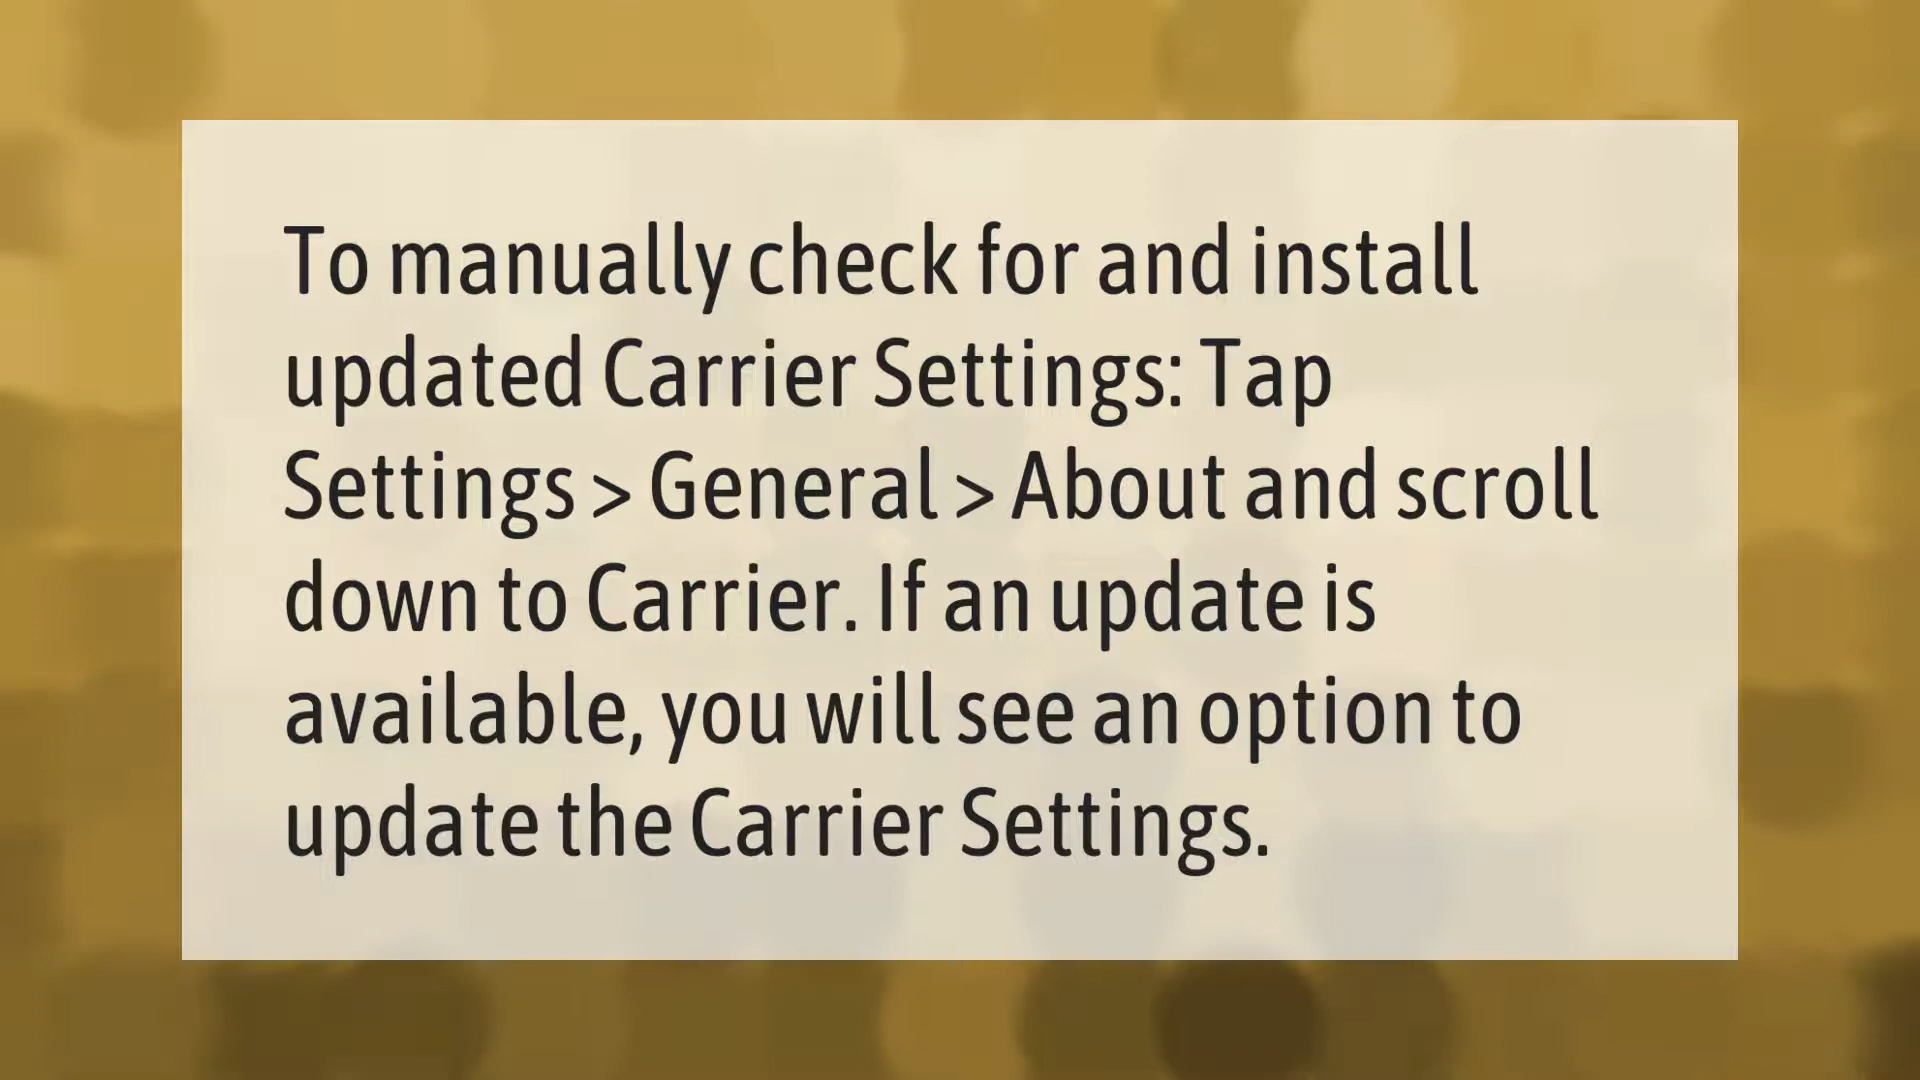 To manually check for and install
updated Carrier Settings: Tap
Settings > General > About and scroll
down to Carrier. If an update is
available, you will see an option to
update the Carrier Settings.